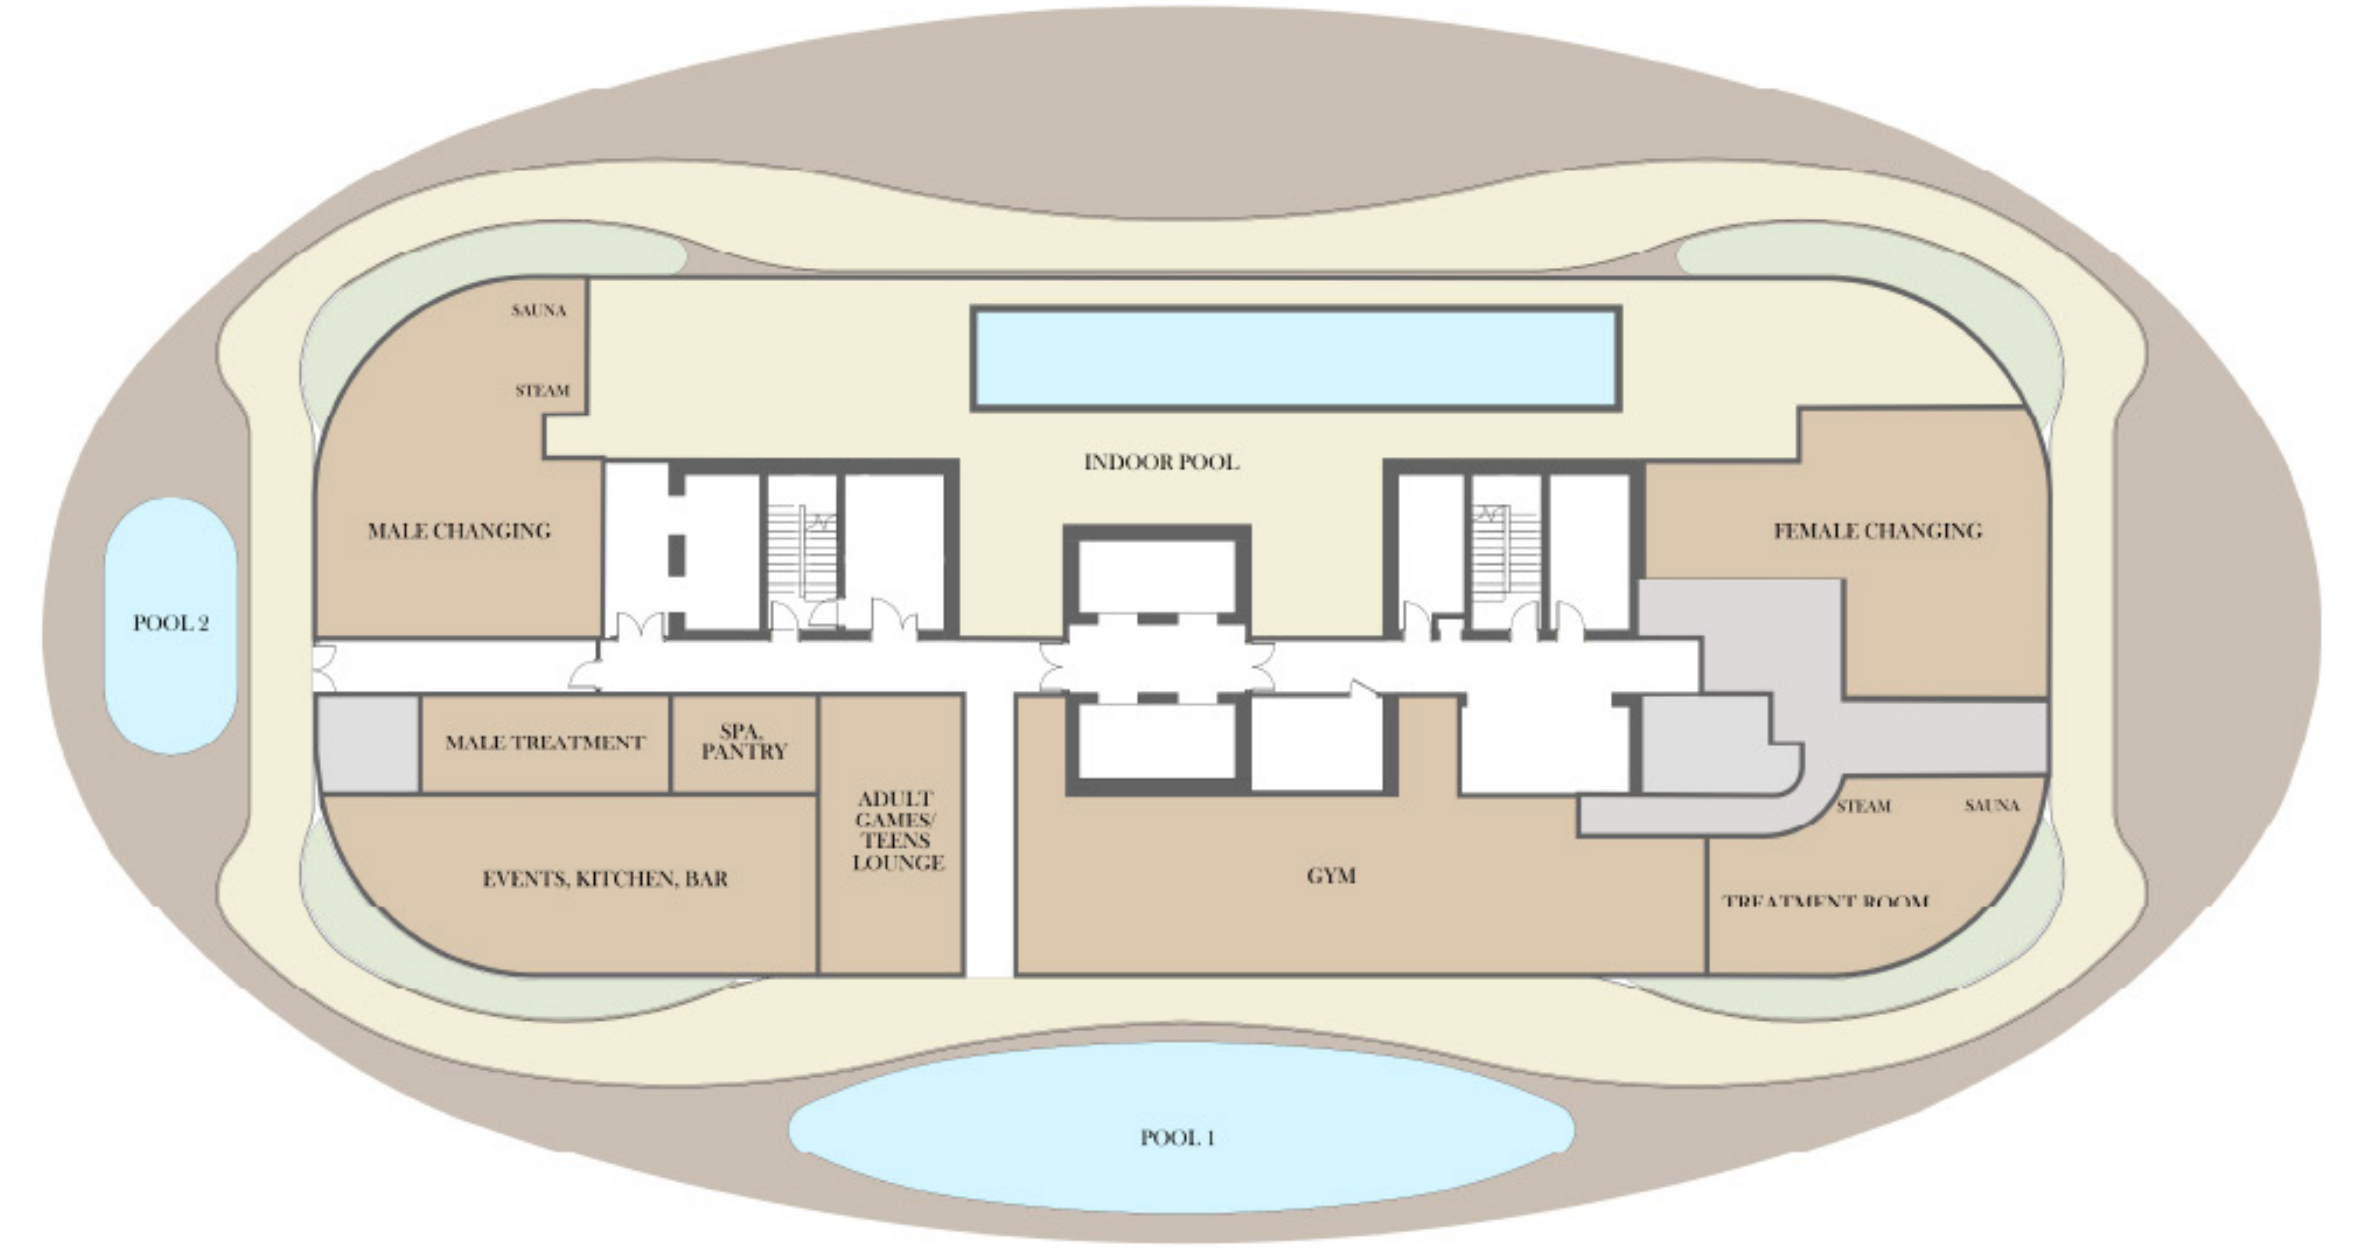 SAUNA
STEAM
INDOOR POOL
MALE CHANGING
FEMALE CHANGING
POOL 2
MALE TREATMENT
SPA,
PANTRY
ADULT
GAMES/
TEENS
LOUNGE
STEAM
SAUNA
EVENTS, KITCHEN, BAR
GYM
TREATMENT ROOM
POOL 1